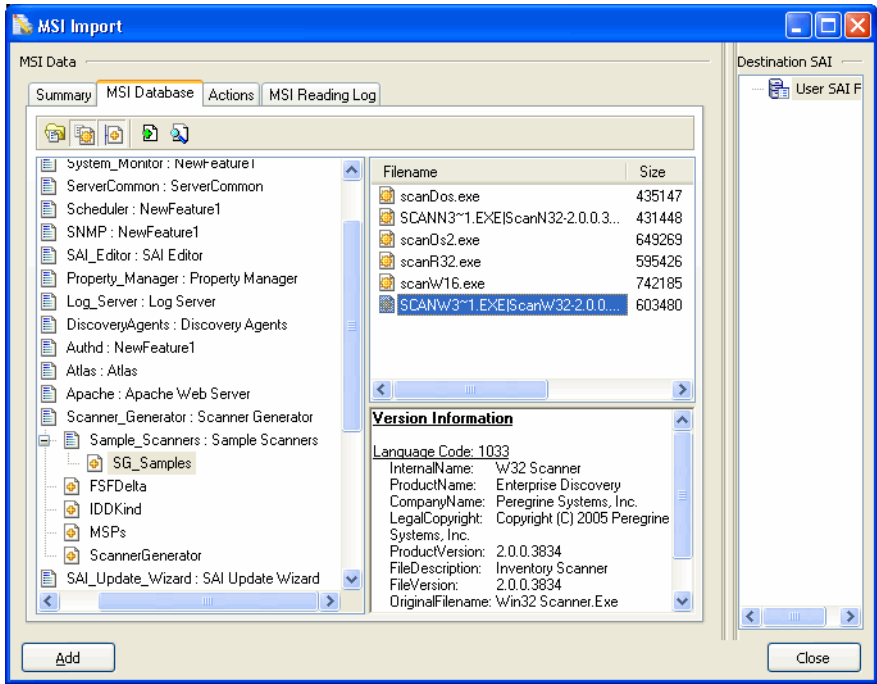 MSI Import
MSI Data
Summary MSI Database Actions MSI Reading Log
System_Monitor : NewFeature1
ServerCommon : ServerCommon
Scheduler : NewFeature1
SNMP : NewFeature1
SAI_Editor : SAI Editor
Property_Manager : Property Manager
Log_Server : Log Server
DiscoveryAgents : Discovery Agents
Authd : NewFeature1
Atlas : Atlas
Apache : Apache Web Server
Scanner_Generator : Scanner Generator
Sample_Scanners : Sample Scanners
SG_Samples
FSFDelta
IDDKind
MSPs
ScannerGenerator
SAI_Update_Wizard : SAI Update Wizard
Filename Size
scanDos.exe 435147
SCANN3~1.EXE|ScanN32-2.0.0.3... 431448
scanOs2.exe 649269
scanR32.exe 595426
scanW16.exe 742185
SCANW3~1.EXE|ScanW32-2.0.0.... 603480
Version Information
Language Code: 1033
InternalName: W32 Scanner
ProductName: Enterprise Discovery
CompanyName: Peregrine Systems, Inc.
LegalCopyright: Copyright (C) 2005 Peregrine
Systems, Inc.
ProductVersion: 2.0.0.3834
FileDescription: Inventory Scanner
FileVersion: 2.0.0.3834
OriginalFilename: Win32 Scanner.Exe
Destination SAI
User SAI F
Add
Close